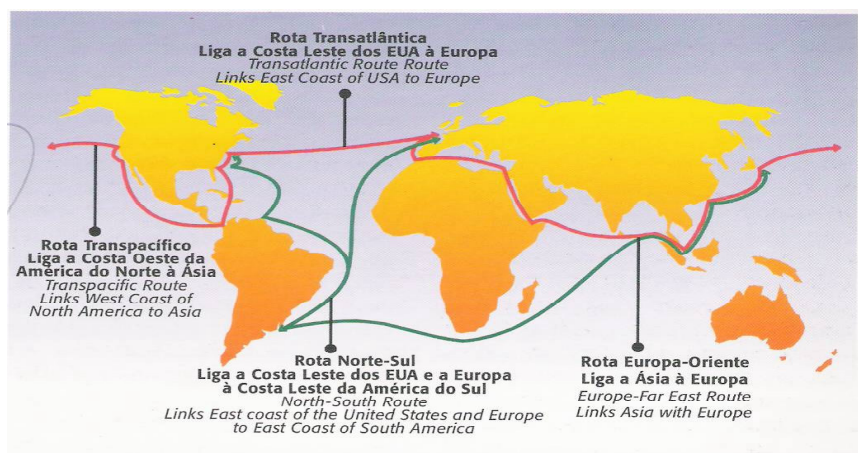 Rota Transatlântica
Liga a Costa Leste dos EUA à Europa
Transatlantic Route Route
Links East Coast of USA to Europe
Rota Transpacífico
Liga a Costa Oeste da
América do Norte à Ásia
Transpacific Route
Links West Coast of
North America to Asia
Rota Norte-Sul
Liga a Costa Leste dos EUA e a Europa
à Costa Leste da América do Sul
North-South Route
Links East coast of the United States and Europe
to East Coast of South America
Rota Europa-Oriente
Liga a Ásia à Europa
Europe-Far East Route
Links Asia with Europe